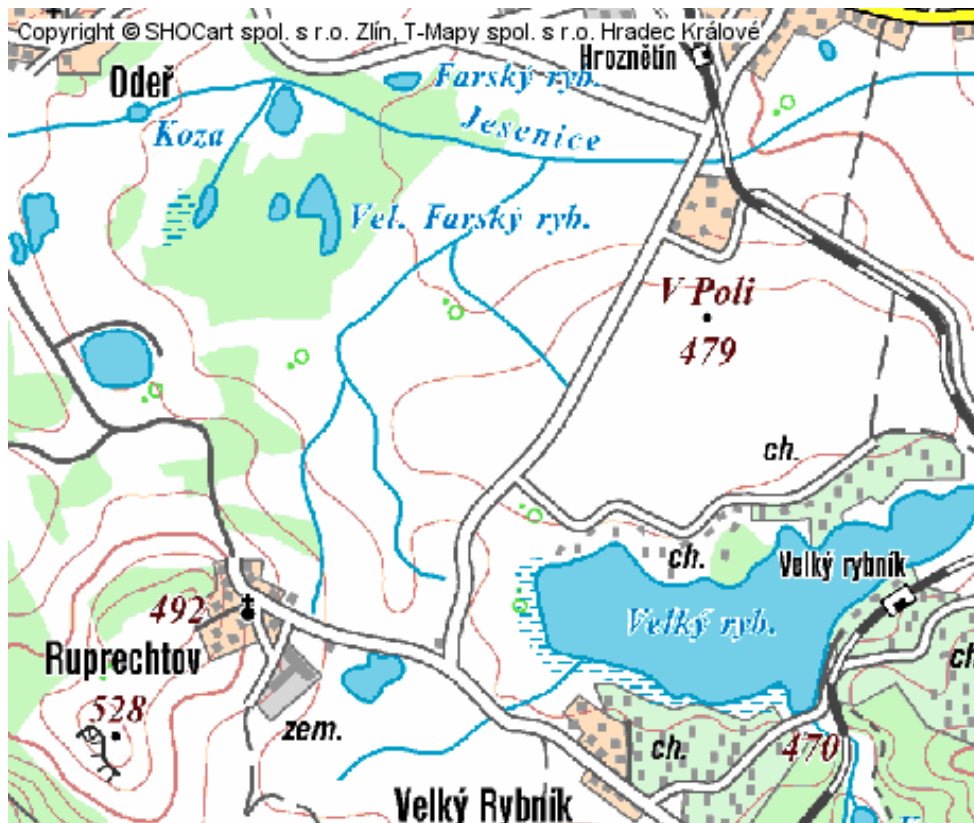 Copyright © SHOCart spol. s r.o. Zlín, T-Mapy spol. s r.o. Hradec Králové
Hroznětín
Odeř
Farský ryb.
Koza
Jesenice
Vel. Farský ryb.
V Poli
479
ch.
ch.
Velký rybník
492
Velký ryb.
Ruprechtov
ch.
528
zem.
ch.
470
Velký Rybník